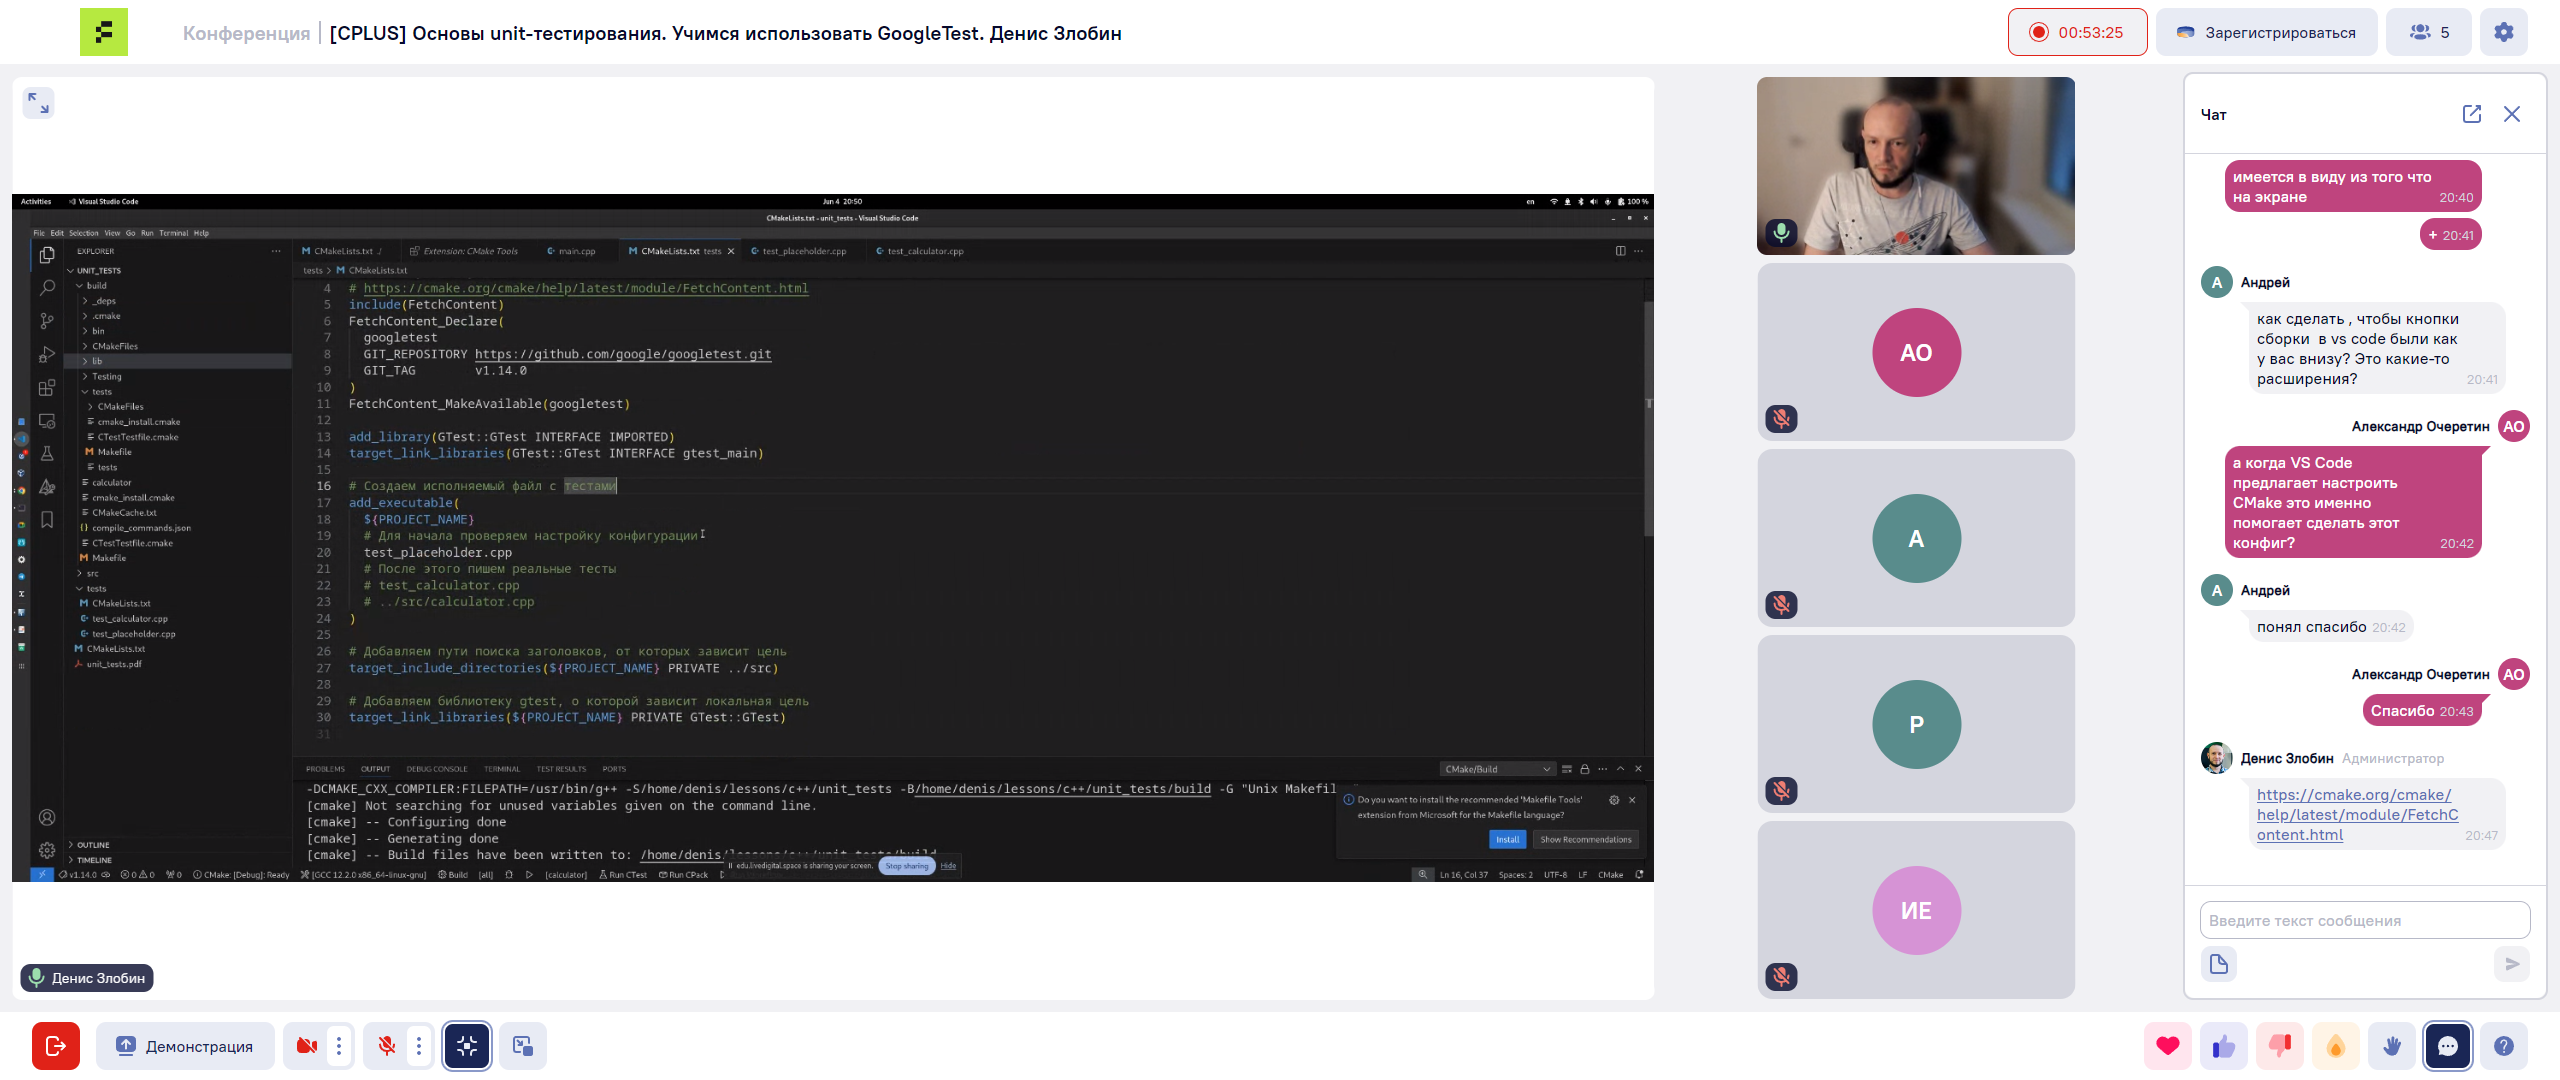 Конференция | [CPLUS] Основы unit-тестирования. Учимся использовать GoogleTest. Денис Злобин
00:53:25
Зарегистрироваться
5
Activities
Visual Studio Code
Jun 4 20:50
en
100 %
CMakeLists.txt - unit_tests - Visual Studio Code
File Edit Selection View Go Run Terminal Help
EXPLORER
UNIT_TESTS
build
_deps
.cmake
bin
CMakeFiles
lib
Testing
tests
CMakeFiles
cmake_install.cmake
CTestTestfile.cmake
Makefile
tests
calculator
cmake_install.cmake
CMakeCache.txt
compile_commands.json
CTestTestfile.cmake
Makefile
src
tests
CMakeLists.txt
test_calculator.cpp
test_placeholder.cpp
CMakeLists.txt
unit_tests.pdf
OUTLINE
TIMELINE
CMakeLists.txt ./
Extension: CMake Tools
main.cpp
CMakeLists.txt tests
test_placeholder.cpp
test_calculator.cpp
tests > CMakeLists.txt
4 # https://cmake.org/cmake/help/latest/module/FetchContent.html
5 include(FetchContent)
6 FetchContent_Declare(
7 googletest
8 GIT_REPOSITORY https://github.com/google/googletest.git
9 GIT_TAG v1.14.0
10 )
11 FetchContent_MakeAvailable(googletest)
12
13 add_library(GTest::GTest INTERFACE IMPORTED)
14 target_link_libraries(GTest::GTest INTERFACE gtest_main)
15
16 # Создаем исполняемый файл с тестами
17 add_executable(
18 ${PROJECT_NAME}
19 # Для начала проверяем настройку конфигурации
20 test_placeholder.cpp
21 # После этого пишем реальные тесты
22 # test_calculator.cpp
23 # ../src/calculator.cpp
24 )
25
26 # Добавляем пути поиска заголовков, от которых зависит цель
27 target_include_directories(${PROJECT_NAME} PRIVATE ../src)
28
29 # Добавляем библиотеку gtest, о которой зависит локальная цель
30 target_link_libraries(${PROJECT_NAME} PRIVATE GTest::GTest)
31
PROBLEMS OUTPUT DEBUG CONSOLE TERMINAL TEST RESULTS PORTS
CMake/Build
-DCMAKE_CXX_COMPILER:FILEPATH=/usr/bin/g++ -S/home/denis/lessons/c++/unit_tests -B/home/denis/lessons/c++/unit_tests/build -G "Unix Makefil
[cmake] Not searching for unused variables given on the command line.
[cmake] -- Configuring done
[cmake] -- Generating done
[cmake] -- Build files have been written to: /home/denis/lessons/c++/unit_tests/build
Do you want to install the recommended 'Makefile Tools'
extension from Microsoft for the Makefile language?
Install
Show Recommendations
edu.livedigital.space is sharing your screen.
Stop sharing
Hide
v1.14.0
0 0
0
CMake: [Debug]: Ready
[GCC 12.2.0 x86_64-linux-gnu]
Build
[all]
[calculator]
Run CTest
Run CPack
Ln 16, Col 37
Spaces: 2
UTF-8
LF
CMake
Денис Злобин
АО
А
Р
ИЕ
Чат
имеется в виду из того что
на экране 20:40
+ 20:41
А Андрей
как сделать , чтобы кнопки
сборки в vs code были как
у вас внизу? Это какие-то
расширения? 20:41
Александр Очеретин АО
а когда VS Code
предлагает настроить
CMake это именно
помогает сделать этот
конфиг? 20:42
А Андрей
понял спасибо 20:42
Александр Очеретин АО
Спасибо 20:43
Денис Злобин Администратор
https://cmake.org/cmake/
help/latest/module/FetchC
ontent.html 20:47
Введите текст сообщения
Демонстрация